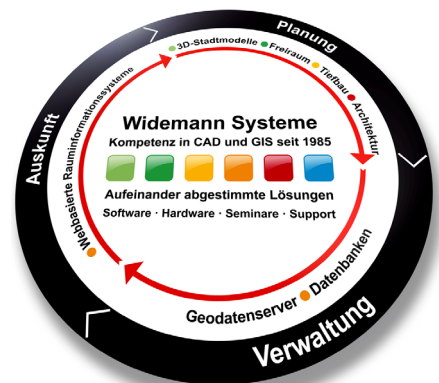 Planung
3D-Stadtmodelle Freiraum Tiefbau Architektur
Auskunft
Webbasierte Rauminformationssysteme
Widemann Systeme
Kompetenz in CAD und GIS seit 1985
Aufeinander abgestimmte Lösungen
Software · Hardware · Seminare · Support
Geodatenserver Datenbanken
Verwaltung